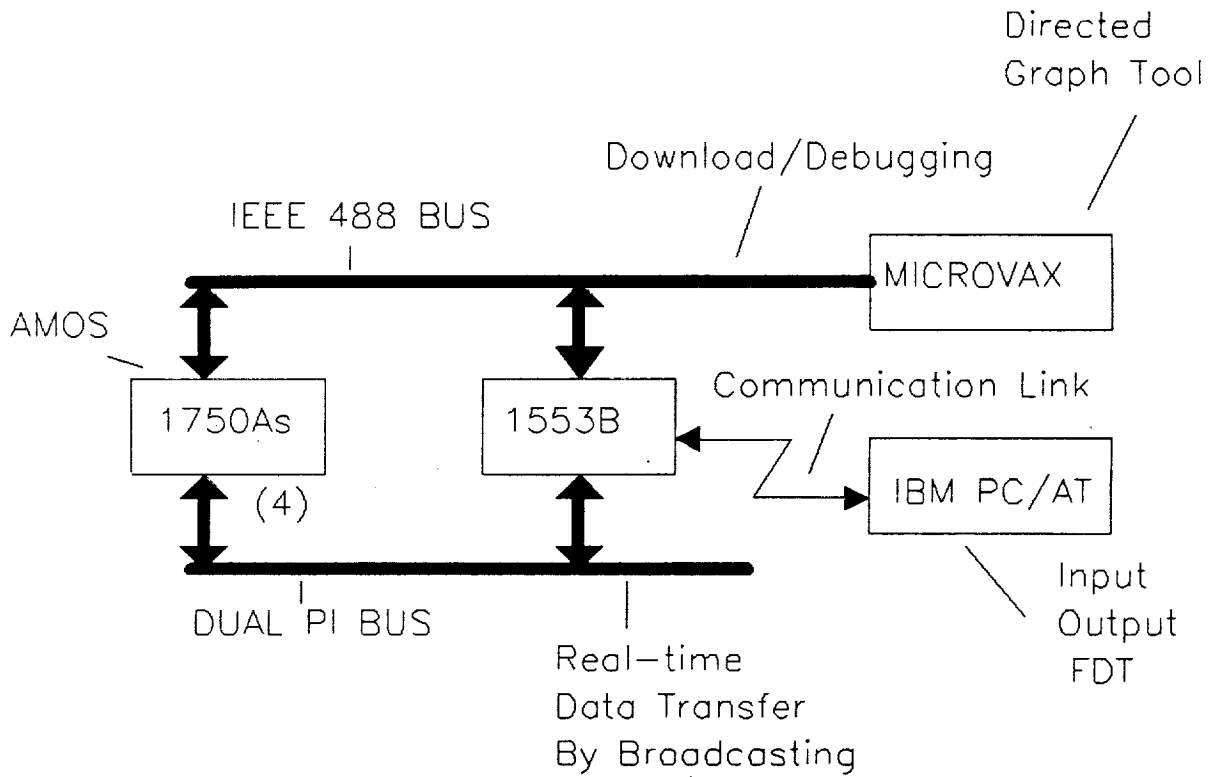 Directed
Graph Tool
Download/Debugging
IEEE 488 BUS
MICROVAX
AMOS
1750As
1553B
Communication Link
(4)
IBM PC/AT
DUAL PI BUS
Real-time
Data Transfer
By Broadcasting
Input
Output
FDT